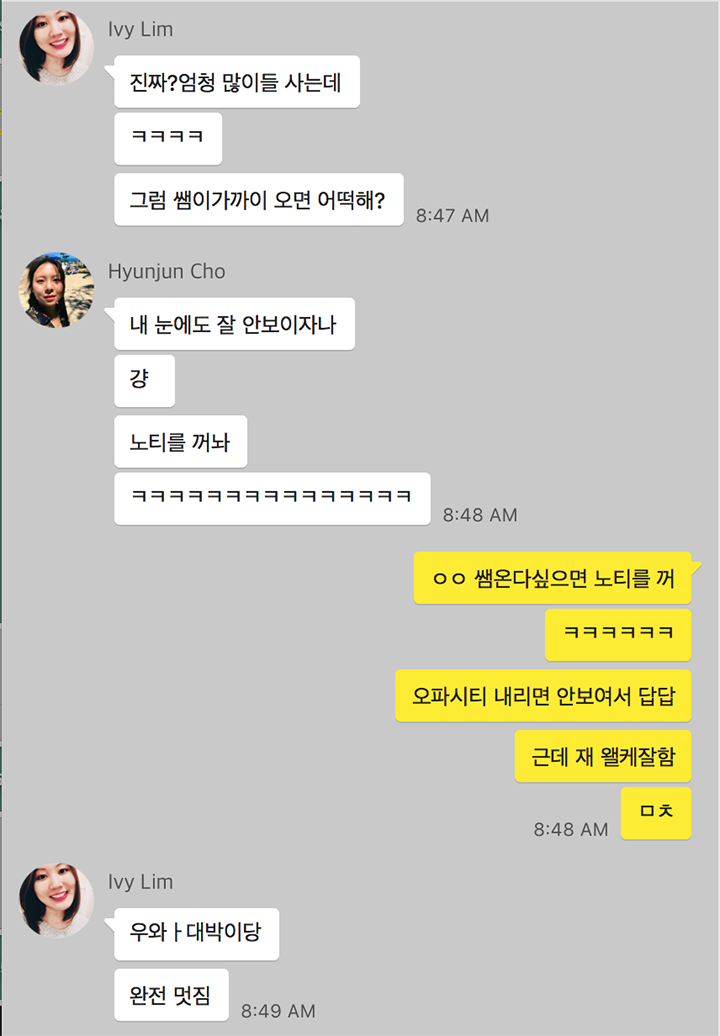 Ivy Lim
진짜?엄청 많이들 사는데
ㅋㅋㅋㅋ
그럼 쌤이가까이 오면 어떡해?
8:47 AM
Hyunjun Cho
내 눈에도 잘 안보이자나
걍
노티를 꺼놔
ㅋㅋㅋㅋㅋㅋㅋㅋㅋㅋㅋㅋㅋㅋㅋ
8:48 AM
ㅇㅇ 쌤온다싶으면 노티를 꺼
ㅋㅋㅋㅋㅋㅋ
오파시티 내리면 안보여서 답답
근데 재 왤케잘함
ㅁㅊ
8:48 AM
Ivy Lim
우와ㅏ대박이당
완전 멋짐
8:49 AM